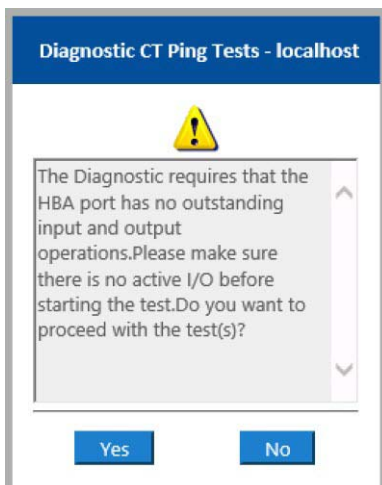 Diagnostic CT Ping Tests - localhost
The Diagnostic requires that the
HBA port has no outstanding
input and output
operations.Please make sure
there is no active I/O before
starting the test.Do you want to
proceed with the test(s)?
Yes
No